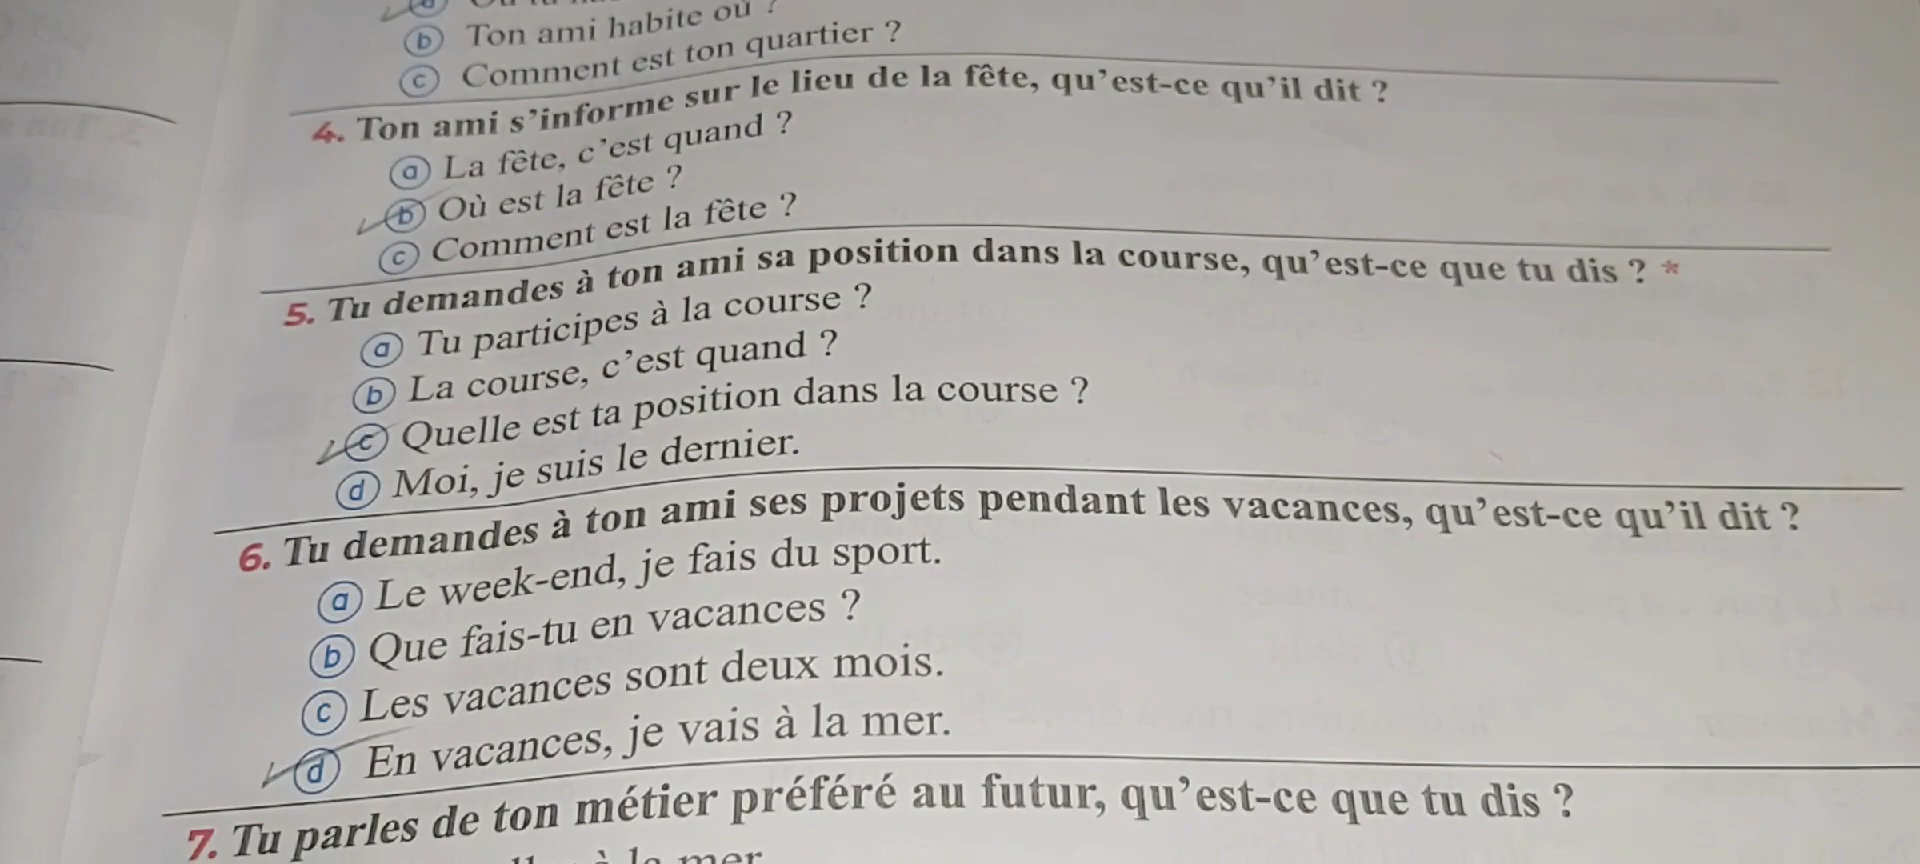 b Ton ami habite où ?
c Comment est ton quartier ?
4. Ton ami s'informe sur le lieu de la fête, qu'est-ce qu'il dit ?
a La fête, c'est quand ?
b Où est la fête ?
c Comment est la fête ?
5. Tu demandes à ton ami sa position dans la course, qu'est-ce que tu dis ? *
a Tu participes à la course ?
b La course, c'est quand ?
c Quelle est ta position dans la course ?
d Moi, je suis le dernier.
6. Tu demandes à ton ami ses projets pendant les vacances, qu'est-ce qu'il dit ?
a Le week-end, je fais du sport.
b Que fais-tu en vacances ?
c Les vacances sont deux mois.
d En vacances, je vais à la mer.
7. Tu parles de ton métier préféré au futur, qu'est-ce que tu dis ?
à la mer